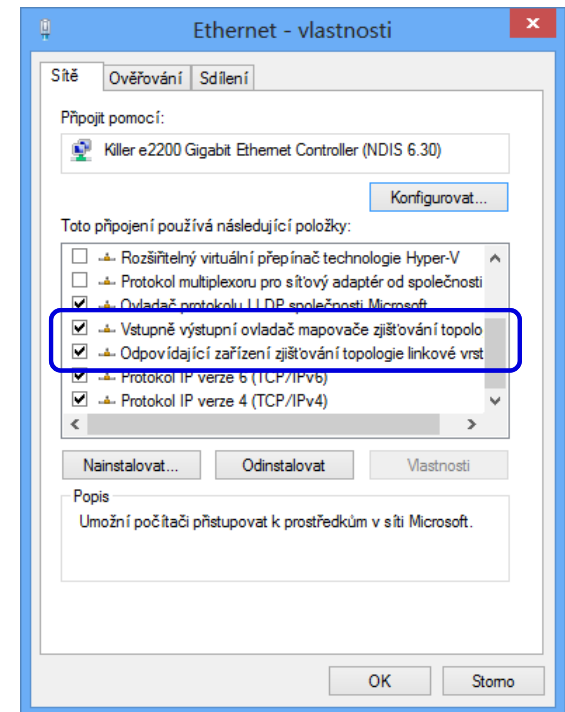 Ethernet - vlastnosti
Sítě Ověřování Sdílení
Připojit pomocí:
Killer e2200 Gigabit Ethernet Controller (NDIS 6.30)
Konfigurovat...
Toto připojení používá následující položky:
Rozšiřitelný virtuální přepínač technologie Hyper-V
Protokol multiplexoru pro síťový adaptér od společnosti
Ovladač protokolu LLDP společnosti Microsoft
Vstupně výstupní ovladač mapovače zjišťování topolo
Odpovídající zařízení zjišťování topologie linkové vrst
Protokol IP verze 6 (TCP/IPv6)
Protokol IP verze 4 (TCP/IPv4)
Nainstalovat... Odinstalovat Vlastnosti
Popis
Umožní počítači přistupovat k prostředkům v síti Microsoft.
OK Storno